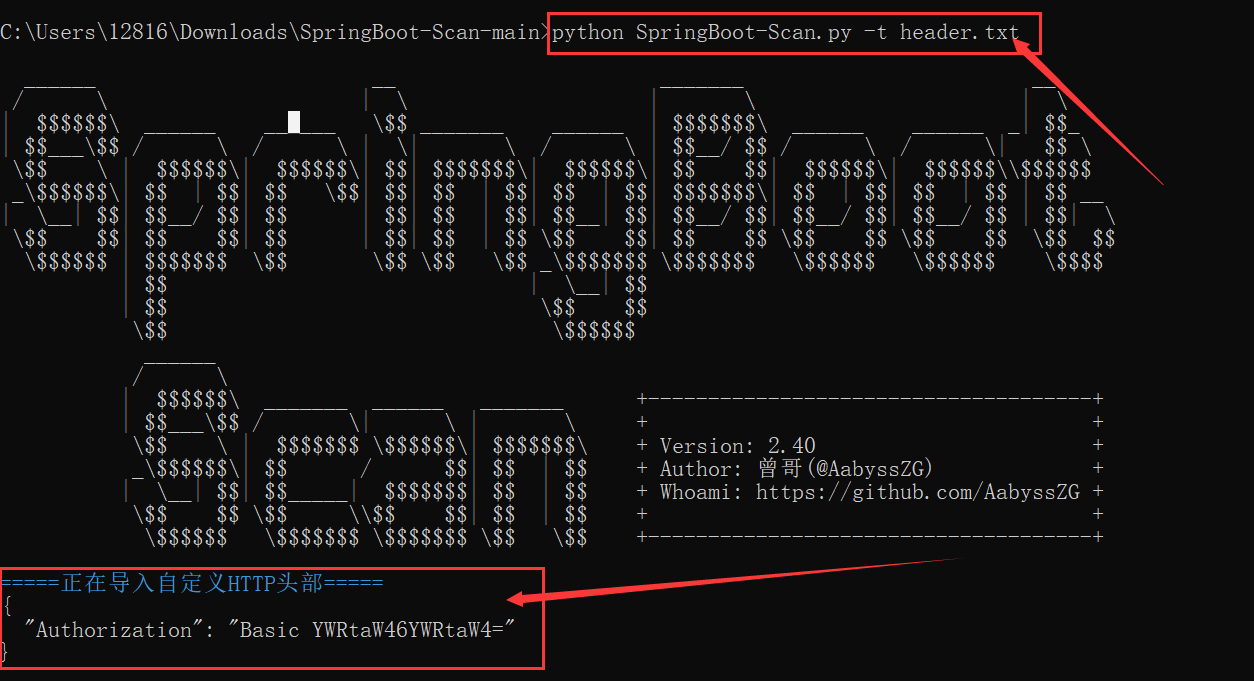 C:\Users\12816\Downloads\SpringBoot-Scan-main>python SpringBoot-Scan.py -t header.txt
SpringBoot
Scan
+-------------------------------------+
+ Version: 2.40 +
+ Author: 曾哥(@AabyssZG) +
+ Whoami: https://github.com/AabyssZG +
+-------------------------------------+
=====正在导入自定义HTTP头部=====
{
"Authorization": "Basic YWRtaW46YWRtaW4="
}